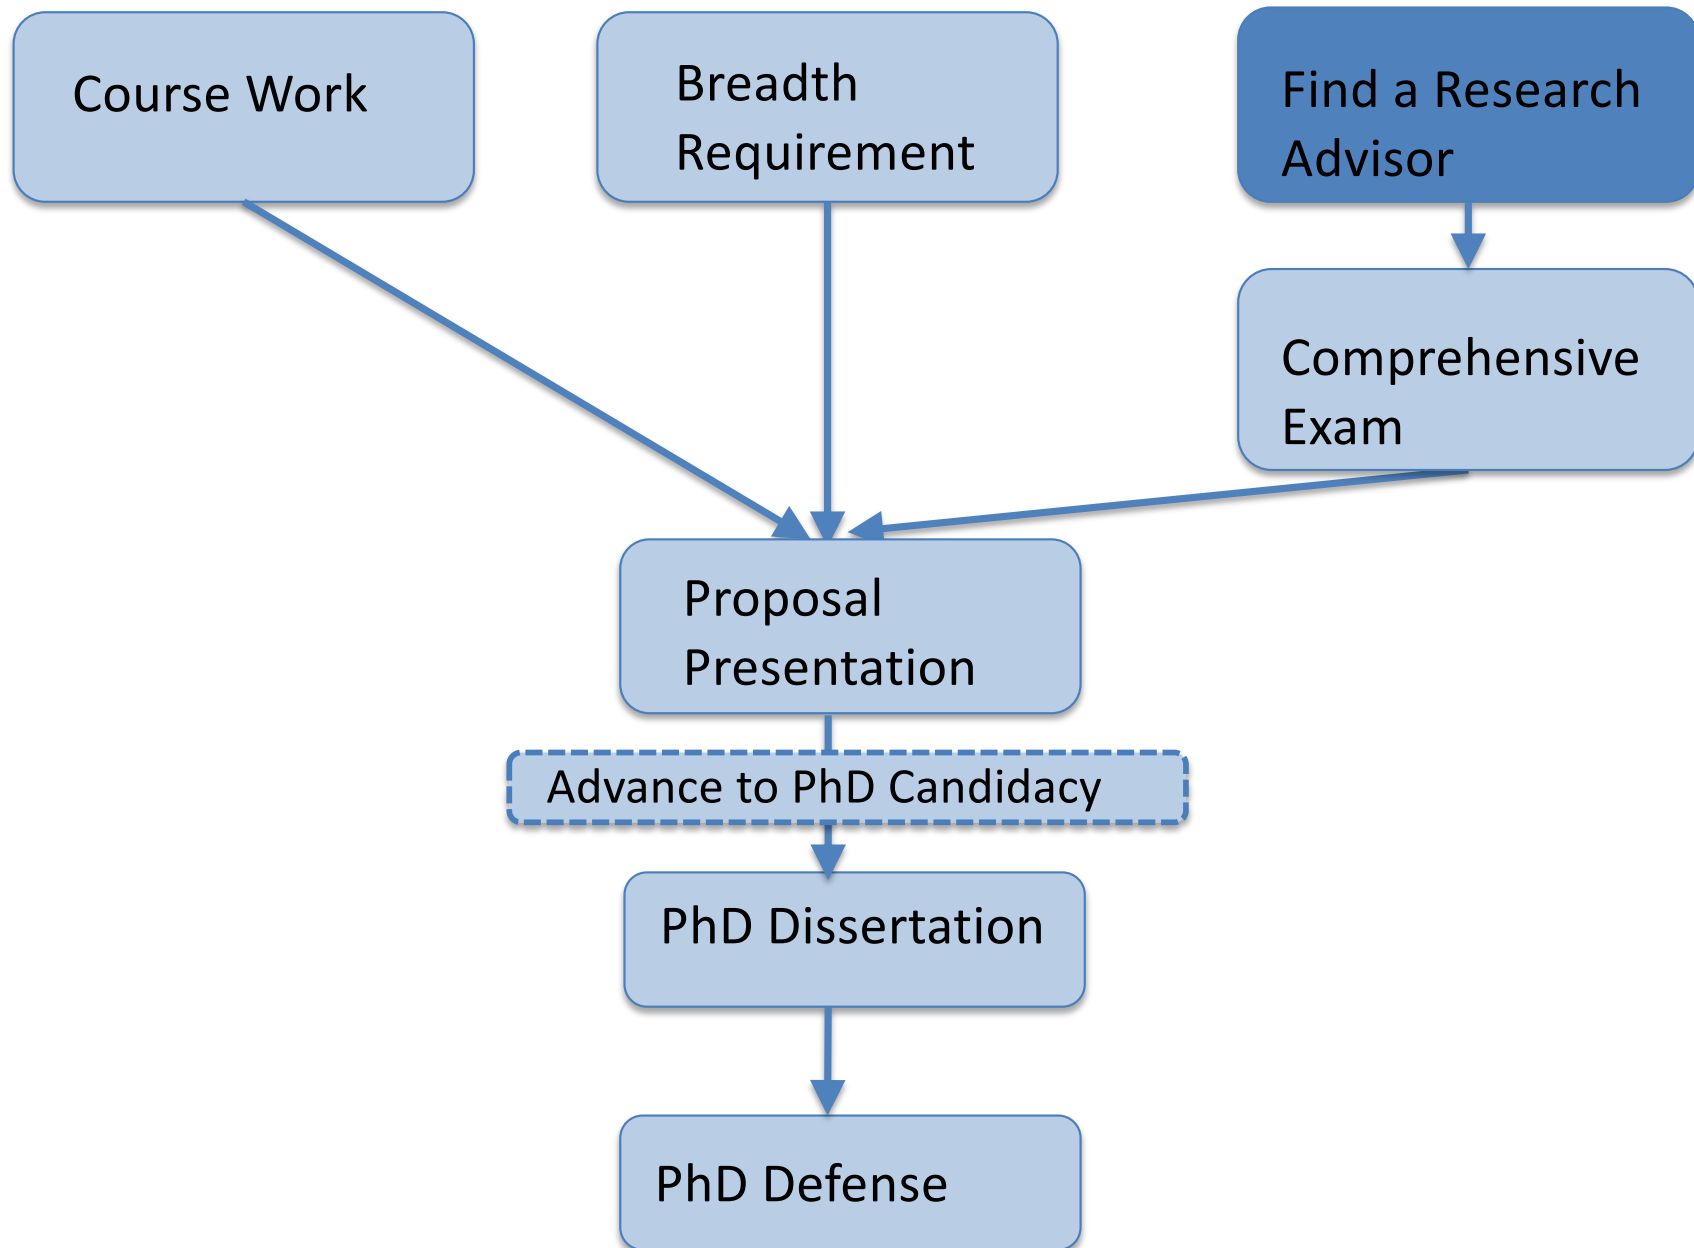 Course Work
Breadth
Requirement
Find a Research
Advisor
Comprehensive
Exam
Proposal
Presentation
Advance to PhD Candidacy
PhD Dissertation
PhD Defense